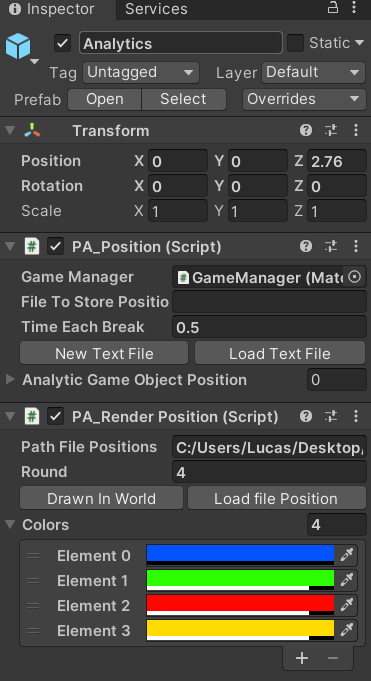 Inspector Services
Analytics Static
Tag Untagged Layer Default
Prefab Open Select Overrides
Transform
Position X 0 Y 0 Z 2.76
Rotation X 0 Y 0 Z 0
Scale X 1 Y 1 Z 1
PA_Position (Script)
Game Manager GameManager (Mat
File To Store Positio
Time Each Break 0.5
New Text File Load Text File
Analytic Game Object Position 0
PA_Render Position (Script)
Path File Positions C:/Users/Lucas/Desktop/
Round 4
Drawn In World Load file Position
Colors 4
Element 0
Element 1
Element 2
Element 3